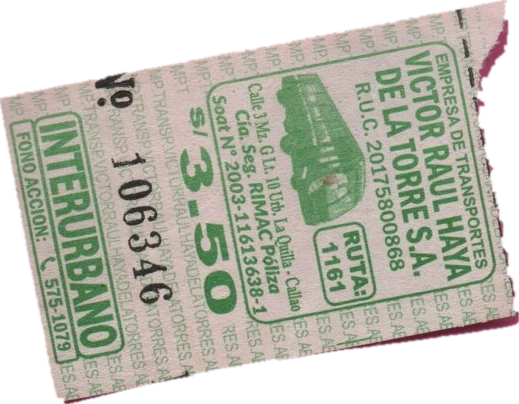 EMPRESA DE TRANSPORTES
VICTOR RAUL HAYA
DE LA TORRE S.A.
R.U.C. 20175800868
RUTA:
1161
Calle 3 Mz. G Lt. 10 Urb. La Quilla - Callao
Cía. Seg. RIMAC Póliza
Soat Nº 2003-11613638-1
S/ 3.50
Nº 106346
INTERURBANO
FONO ACCION: 575-1079